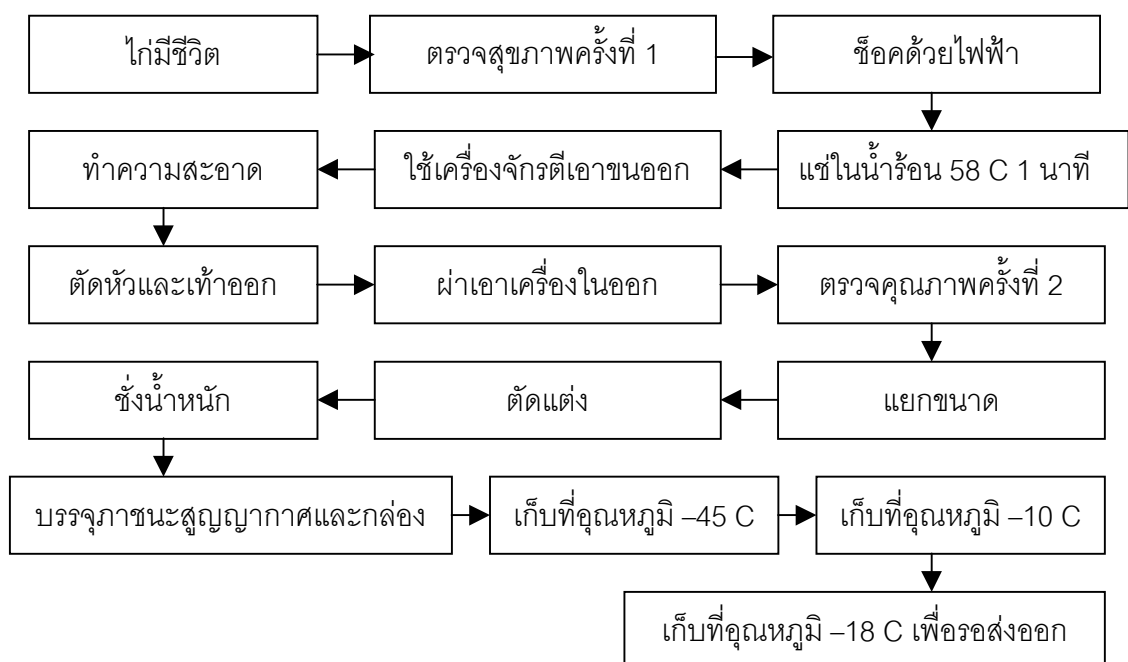 ไก่มีชีวิต
ตรวจสุขภาพครั้งที่ 1
ช็อคด้วยไฟฟ้า
แช่ในน้ำร้อน 58 C 1 นาที
ใช้เครื่องจักรตีเอาขนออก
ทำความสะอาด
ตัดหัวและเท้าออก
ผ่าเอาเครื่องในออก
ตรวจคุณภาพครั้งที่ 2
แยกขนาด
ตัดแต่ง
ชั่งน้ำหนัก
บรรจุภาชนะสูญญากาศและกล่อง
เก็บที่อุณหภูมิ –45 C
เก็บที่อุณหภูมิ –10 C
เก็บที่อุณหภูมิ –18 C เพื่อรอส่งออก